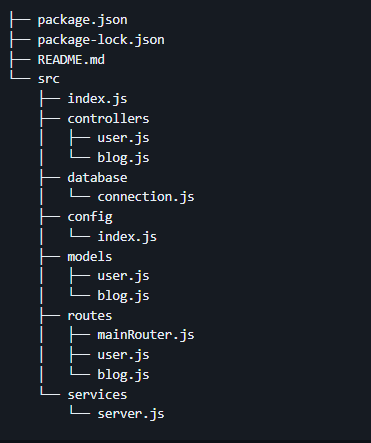 ├── package.json
├── package-lock.json
├── README.md
└── src
    ├── index.js
    ├── controllers
    │   ├── user.js
    │   └── blog.js
    ├── database
    │   └── connection.js
    ├── config
    │   └── index.js
    ├── models
    │   ├── user.js
    │   └── blog.js
    ├── routes
    │   ├── mainRouter.js
    │   ├── user.js
    │   └── blog.js
    └── services
        └── server.js